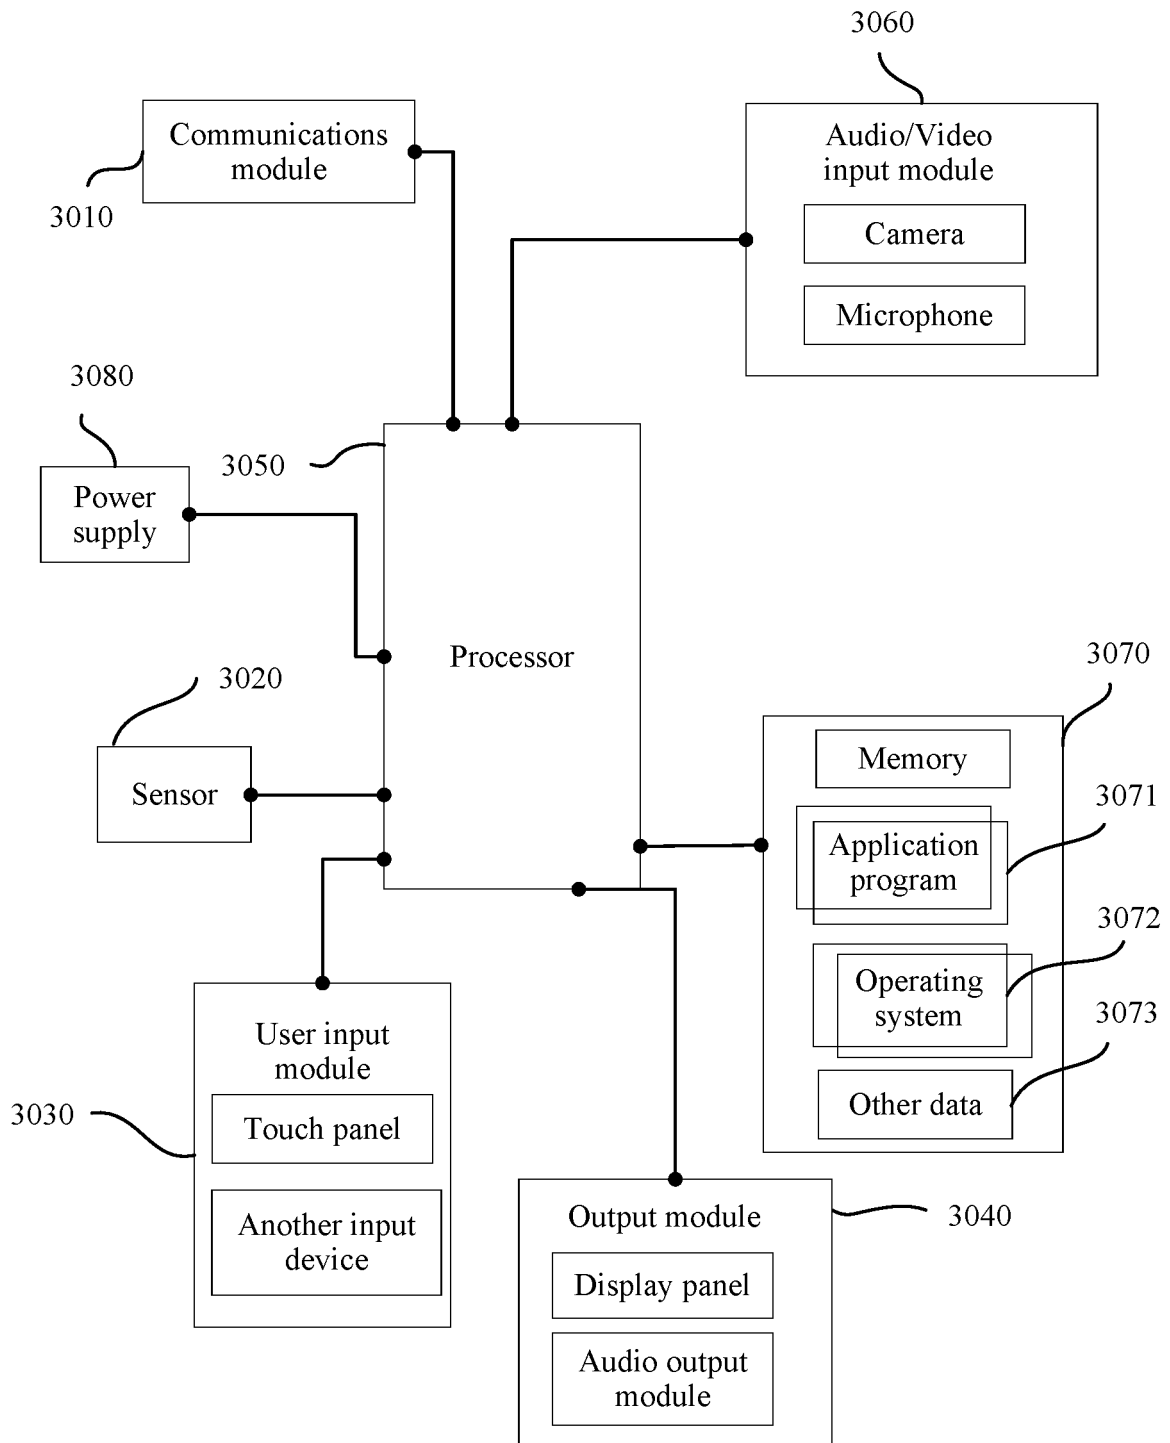 3060
Communications
module
3010
Audio/Video
input module
Camera
Microphone
3080
Power
supply
3050
Processor
3020
Sensor
3070
Memory
3071
Application
program
3072
Operating
system
3073
Other data
User input
module
3030
Touch panel
Another input
device
Output module
3040
Display panel
Audio output
module